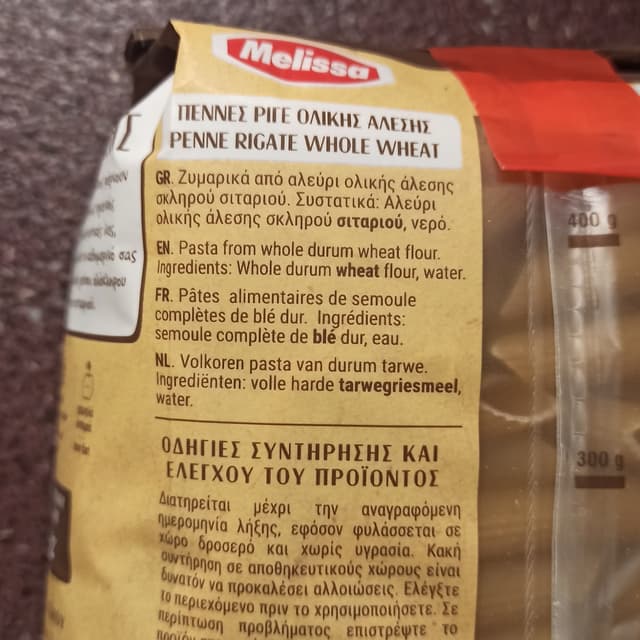 Melissa
ΠΕΝΝΕΣ ΡΙΓΕ ΟΛΙΚΗΣ ΑΛΕΣΗΣ
PENNE RIGATE WHOLE WHEAT
GR. Ζυμαρικά από αλεύρι ολικής άλεσης
σκληρού σιταριού. Συστατικά: Αλεύρι
ολικής άλεσης σκληρού σιταριού, νερό.
EN. Pasta from whole durum wheat flour.
Ingredients: Whole durum wheat flour, water.
FR. Pâtes alimentaires de semoule
complètes de blé dur. Ingrédients:
semoule complète de blé dur, eau.
NL. Volkoren pasta van durum tarwe.
Ingrediënten: volle harde tarwegriesmeel,
water.
ΟΔΗΓΙΕΣ ΣΥΝΤΗΡΗΣΗΣ ΚΑΙ
ΕΛΕΓΧΟΥ ΤΟΥ ΠΡΟΪΟΝΤΟΣ
Διατηρείται μέχρι την αναγραφόμενη
ημερομηνία λήξης, εφόσον φυλάσσεται σε
χώρο δροσερό και χωρίς υγρασία. Κακή
συντήρηση σε αποθηκευτικούς χώρους είναι
δυνατόν να προκαλέσει αλλοιώσεις. Ελέγξτε
το περιεχόμενο πριν το χρησιμοποιήσετε. Σε
περίπτωση προβλήματος επιστρέψτε το
προϊόν
400 g
300 g
σας